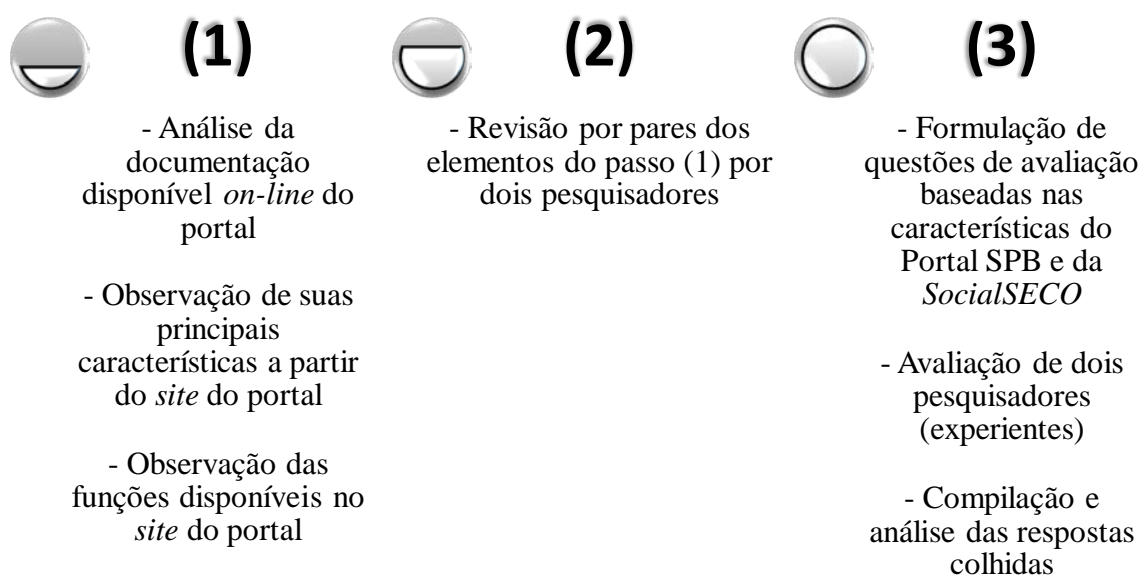 (1)
- Análise da
documentação
disponível on-line do
portal
- Observação de suas
principais
características a partir
do site do portal
- Observação das
funções disponíveis no
site do portal
(2)
- Revisão por pares dos
elementos do passo (1) por
dois pesquisadores
(3)
- Formulação de
questões de avaliação
baseadas nas
características do
Portal SPB e da
SocialSECO
- Avaliação de dois
pesquisadores
(experientes)
- Compilação e
análise das respostas
colhidas